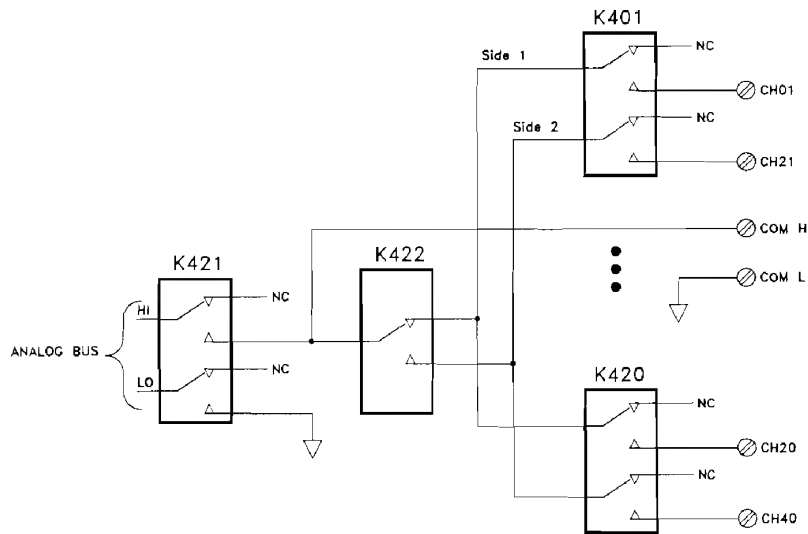 K401
NC
Side 1
CH01
NC
Side 2
CH21
COM H
K421
K422
NC
COM L
HI
ANALOG BUS
NC
LO
K420
NC
CH20
NC
CH40